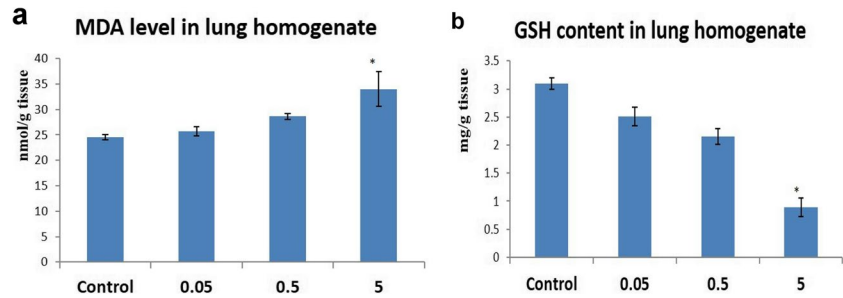 a
MDA level in lung homogenate
nmol/g tissue
40
35
30
25
20
15
10
5
0
*
Control 0.05 0.5 5
b
GSH content in lung homogenate
mg/g tissue
3.5
3
2.5
2
1.5
1
0.5
0
*
Control 0.05 0.5 5